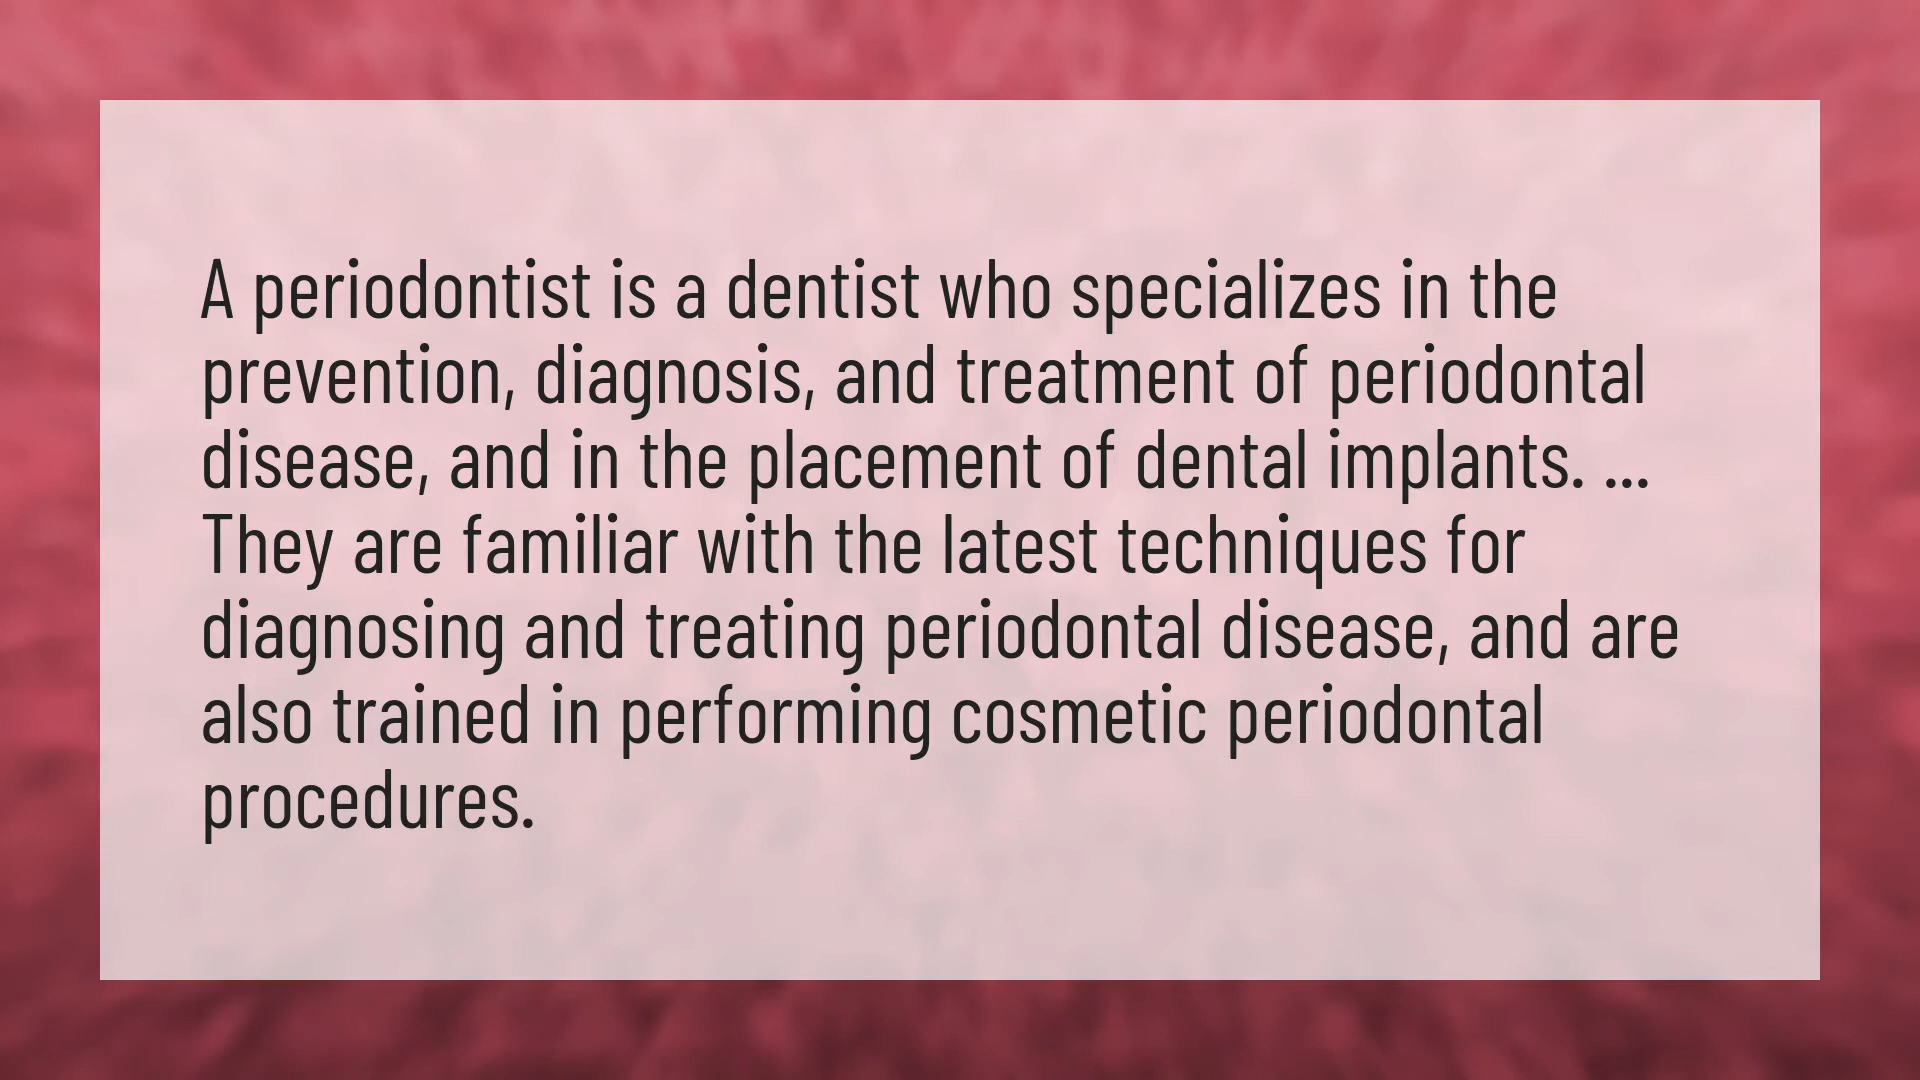 A periodontist is a dentist who specializes in the
prevention, diagnosis, and treatment of periodontal
disease, and in the placement of dental implants. ...
They are familiar with the latest techniques for
diagnosing and treating periodontal disease, and are
also trained in performing cosmetic periodontal
procedures.